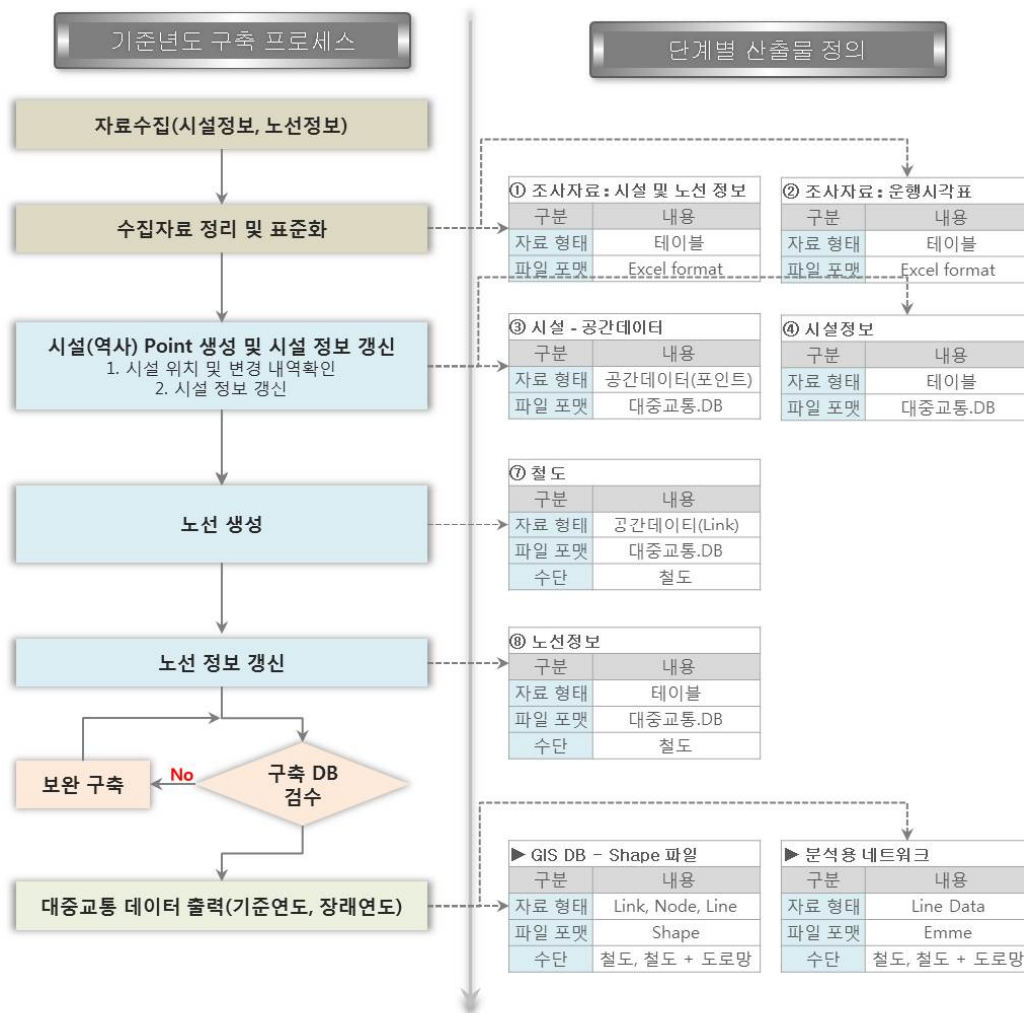 기준년도 구축 프로세스
단계별 산출물 정의
자료수집(시설정보, 노선정보)
수집자료 정리 및 표준화
시설(역사) Point 생성 및 시설 정보 갱신
1. 시설 위치 및 변경 내역확인
2. 시설 정보 갱신
노선 생성
노선 정보 갱신
구축 DB
검수
No
보완 구축
대중교통 데이터 출력(기준연도, 장래연도)
① 조사자료 : 시설 및 노선 정보
구분 내용
자료 형태 테이블
파일 포맷 Excel format
② 조사자료 : 운행시각표
구분 내용
자료 형태 테이블
파일 포맷 Excel format
③ 시설 - 공간데이터
구분 내용
자료 형태 공간데이터(포인트)
파일 포맷 대중교통.DB
④ 시설정보
구분 내용
자료 형태 테이블
파일 포맷 대중교통.DB
⑦ 철도
구분 내용
자료 형태 공간데이티(Link)
파일 포맷 대중교통.DB
수단 철도
⑧ 노선정보
구분 내용
자료 형태 테이블
파일 포맷 대중교통.DB
수단 철도
▶ GIS DB – Shape 파일
구분 내용
자료 형태 Link, Node, Line
파일 포맷 Shape
수단 철도, 철도 + 도로망
▶ 분석용 네트워크
구분 내용
자료 형태 Line Data
파일 포맷 Emme
수단 철도, 철도 + 도로망